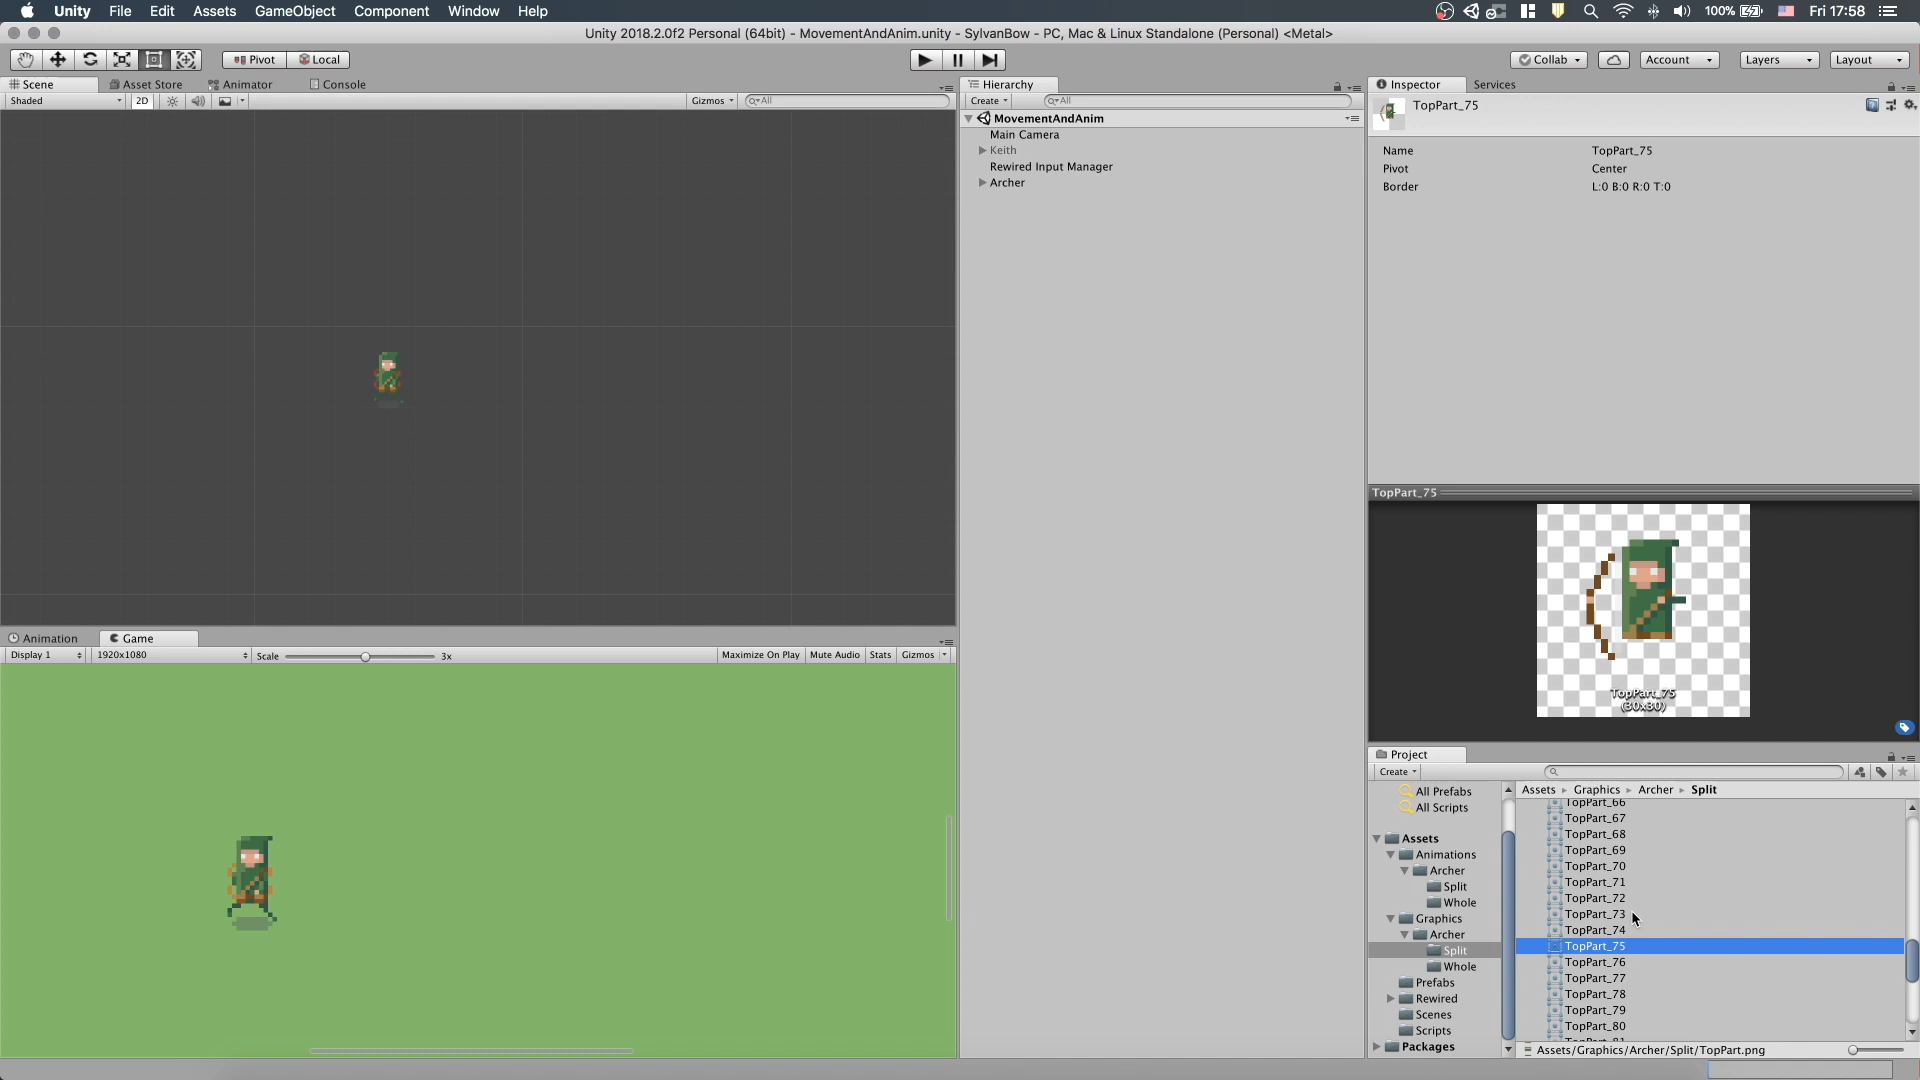 Unity File Edit Assets GameObject Component Window Help 100% Fri 17:58
Unity 2018.2.0f2 Personal (64bit) - MovementAndAnim.unity - SylvanBow - PC, Mac & Linux Standalone (Personal) <Metal>
Pivot Local Collab Account Layers Layout
Scene Asset Store Animator Console
Shaded 2D Gizmos All
Hierarchy
Create All
MovementAndAnim
Main Camera
Keith
Rewired Input Manager
Archer
Inspector Services
TopPart_75
Name TopPart_75
Pivot Center
Border L:0 B:0 R:0 T:0
TopPart_75
TopPart_75
(30x30)
Animation Game
Display 1 1920x1080 Scale 3x Maximize On Play Mute Audio Stats Gizmos
Project
Create
All Prefabs
All Scripts
Assets
Animations
Archer
Split
Whole
Graphics
Archer
Split
Whole
Prefabs
Rewired
Scenes
Scripts
Packages
Assets Graphics Archer Split
TopPart_66
TopPart_67
TopPart_68
TopPart_69
TopPart_70
TopPart_71
TopPart_72
TopPart_73
TopPart_74
TopPart_75
TopPart_76
TopPart_77
TopPart_78
TopPart_79
TopPart_80
TopPart_81
Assets/Graphics/Archer/Split/TopPart.png